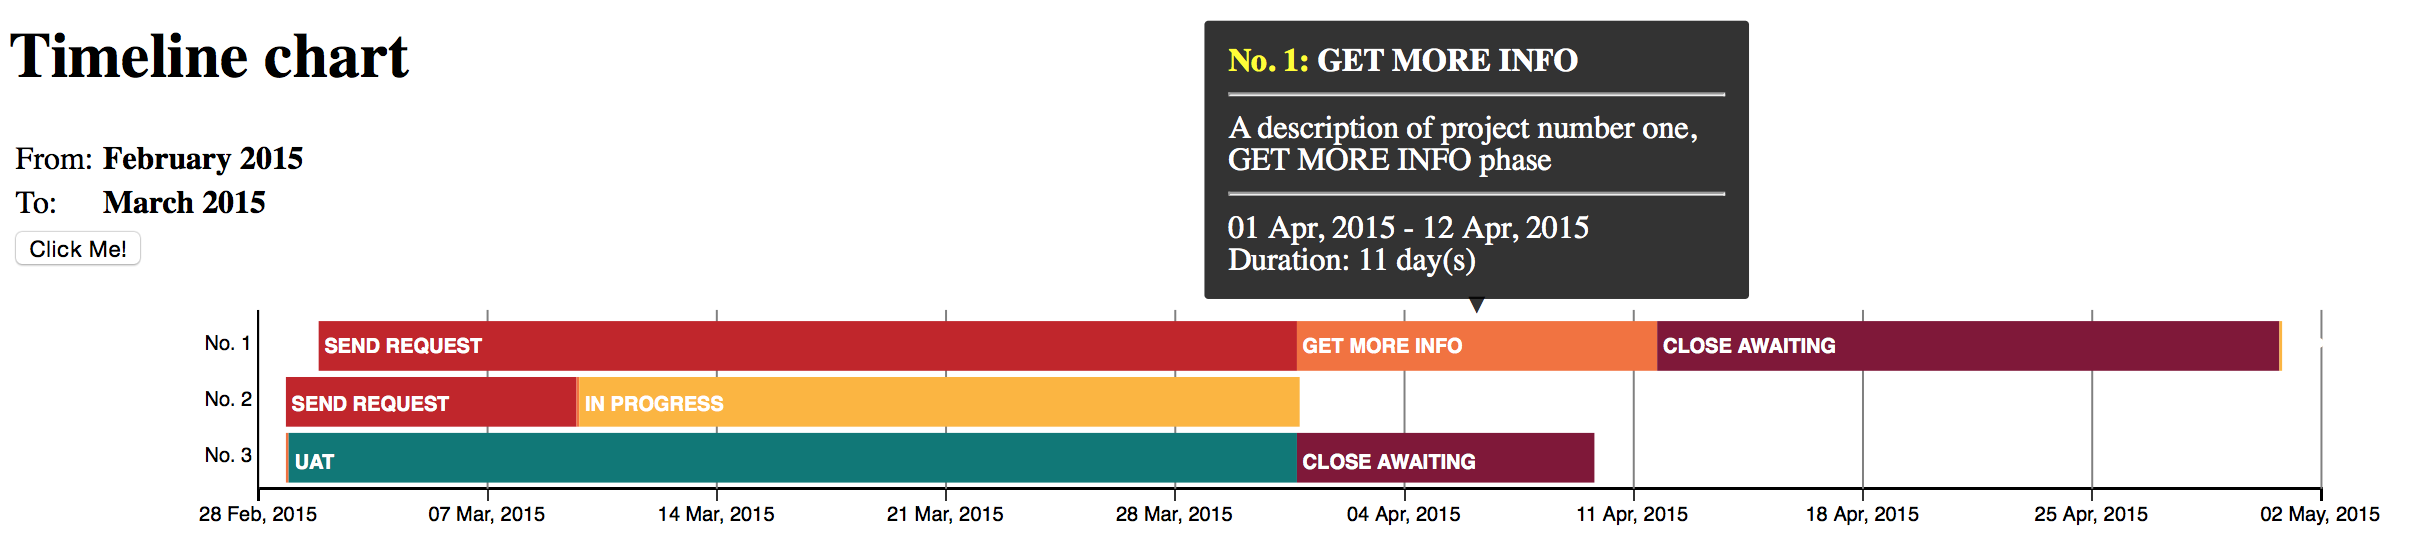 Timeline chart
From: February 2015
To: March 2015
Click Me!
No. 1: GET MORE INFO
A description of project number one,
GET MORE INFO phase
01 Apr, 2015 - 12 Apr, 2015
Duration: 11 day(s)
No. 1 SEND REQUEST GET MORE INFO CLOSE AWAITING
No. 2 SEND REQUEST IN PROGRESS
No. 3 UAT CLOSE AWAITING
28 Feb, 2015 07 Mar, 2015 14 Mar, 2015 21 Mar, 2015 28 Mar, 2015 04 Apr, 2015 11 Apr, 2015 18 Apr, 2015 25 Apr, 2015 02 May, 2015